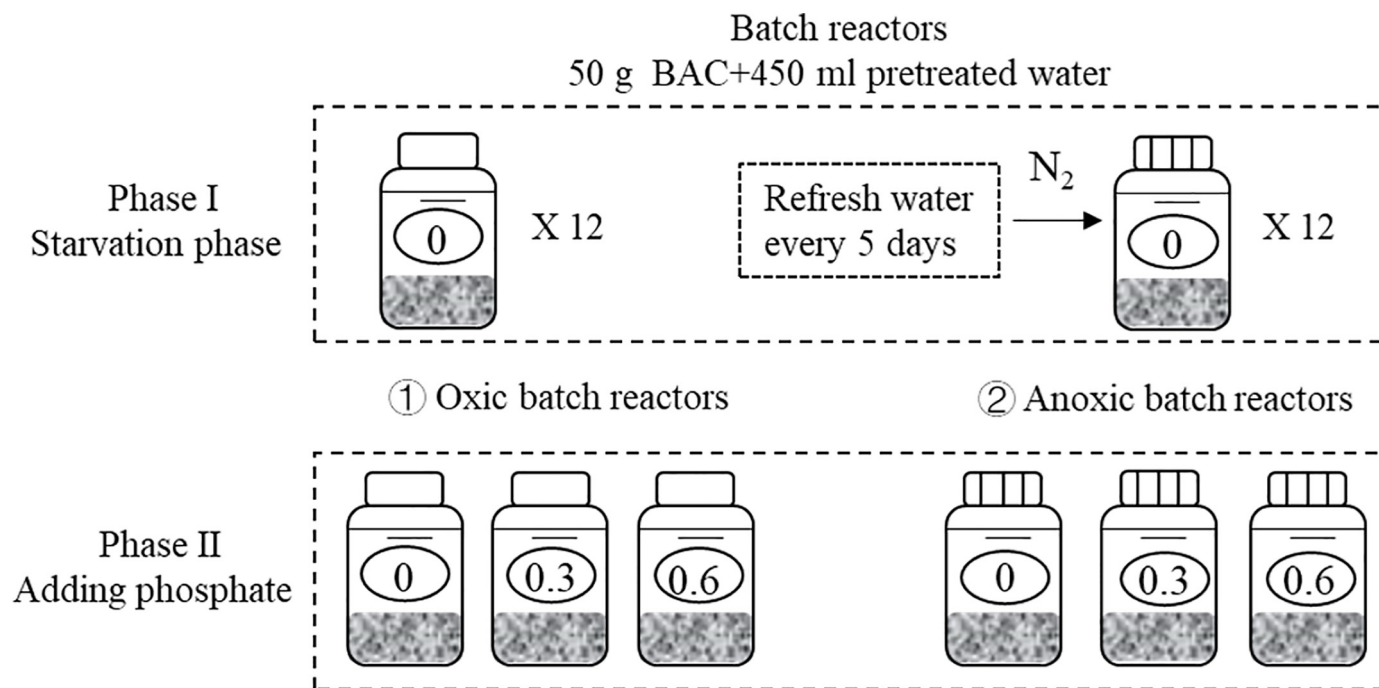 Batch reactors
50 g BAC+450 ml pretreated water
Phase I
Starvation phase
0
X 12
Refresh water
every 5 days
N₂
0
X 12
① Oxic batch reactors
② Anoxic batch reactors
Phase II
Adding phosphate
0
0.3
0.6
0
0.3
0.6